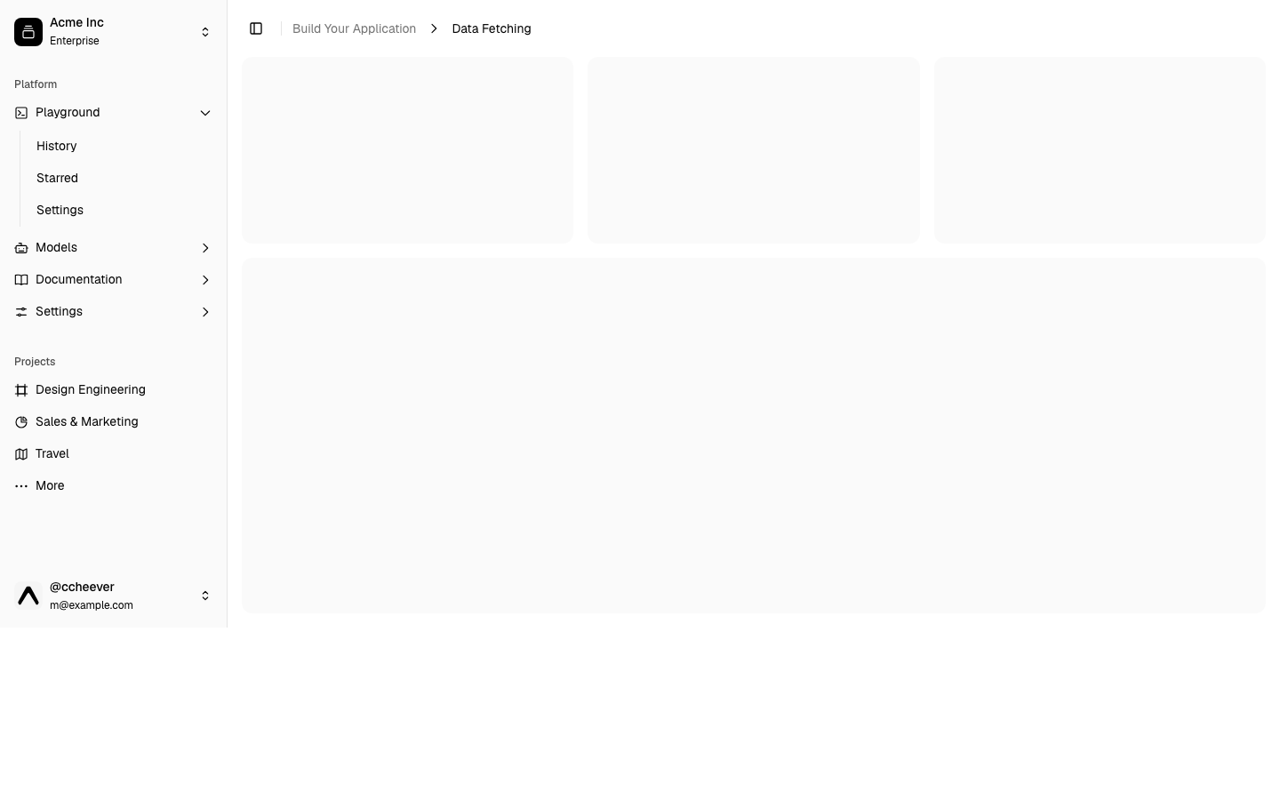 Acme Inc
Enterprise
Platform
Playground
History
Starred
Settings
Models
Documentation
Settings
Projects
Design Engineering
Sales & Marketing
Travel
More
@ccheever
m@example.com
Build Your Application
Data Fetching